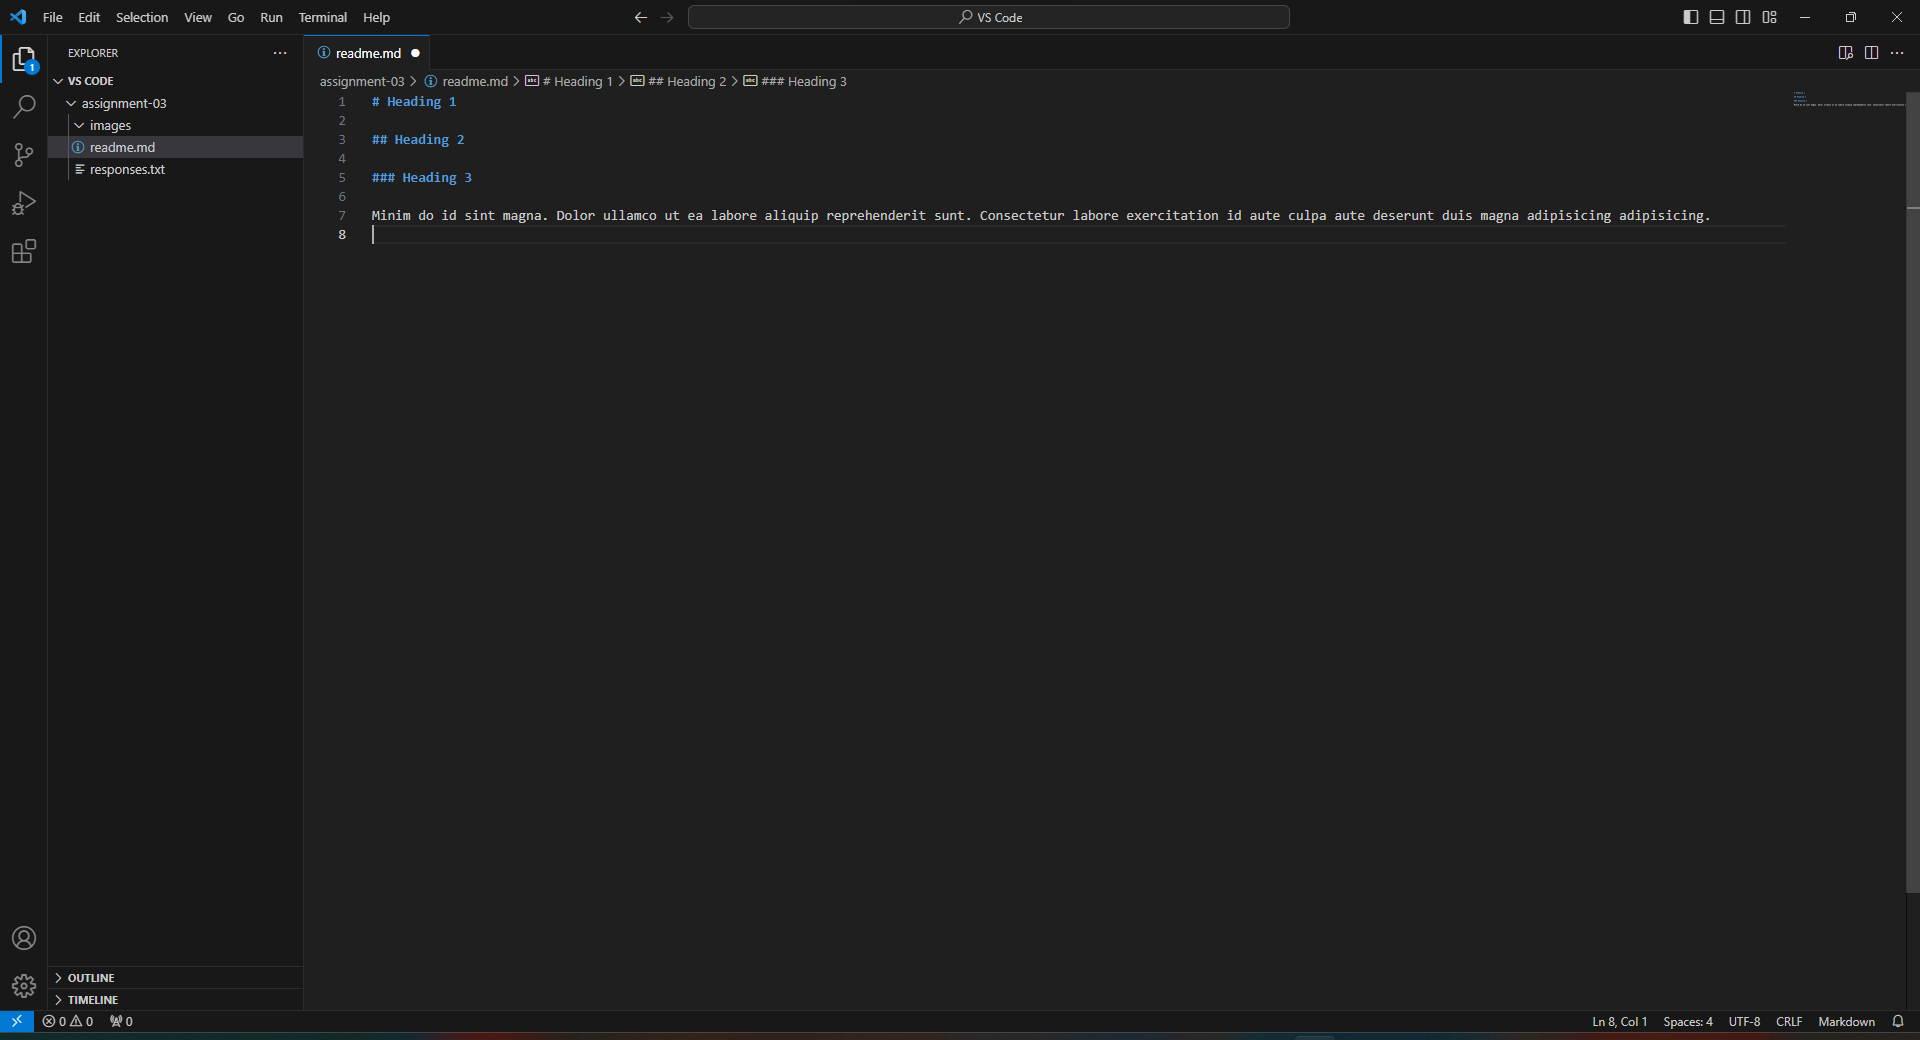 File Edit Selection View Go Run Terminal Help
VS Code
EXPLORER
readme.md
VS CODE
assignment-03
images
readme.md
responses.txt
assignment-03 > readme.md > # Heading 1 > ## Heading 2 > ### Heading 3
1 # Heading 1
2
3 ## Heading 2
4
5 ### Heading 3
6
7 Minim do id sint magna. Dolor ullamco ut ea labore aliquip reprehenderit sunt. Consectetur labore exercitation id aute culpa aute deserunt duis magna adipisicing adipisicing.
8
1
OUTLINE
TIMELINE
0 0 0
Ln 8, Col 1 Spaces: 4 UTF-8 CRLF Markdown